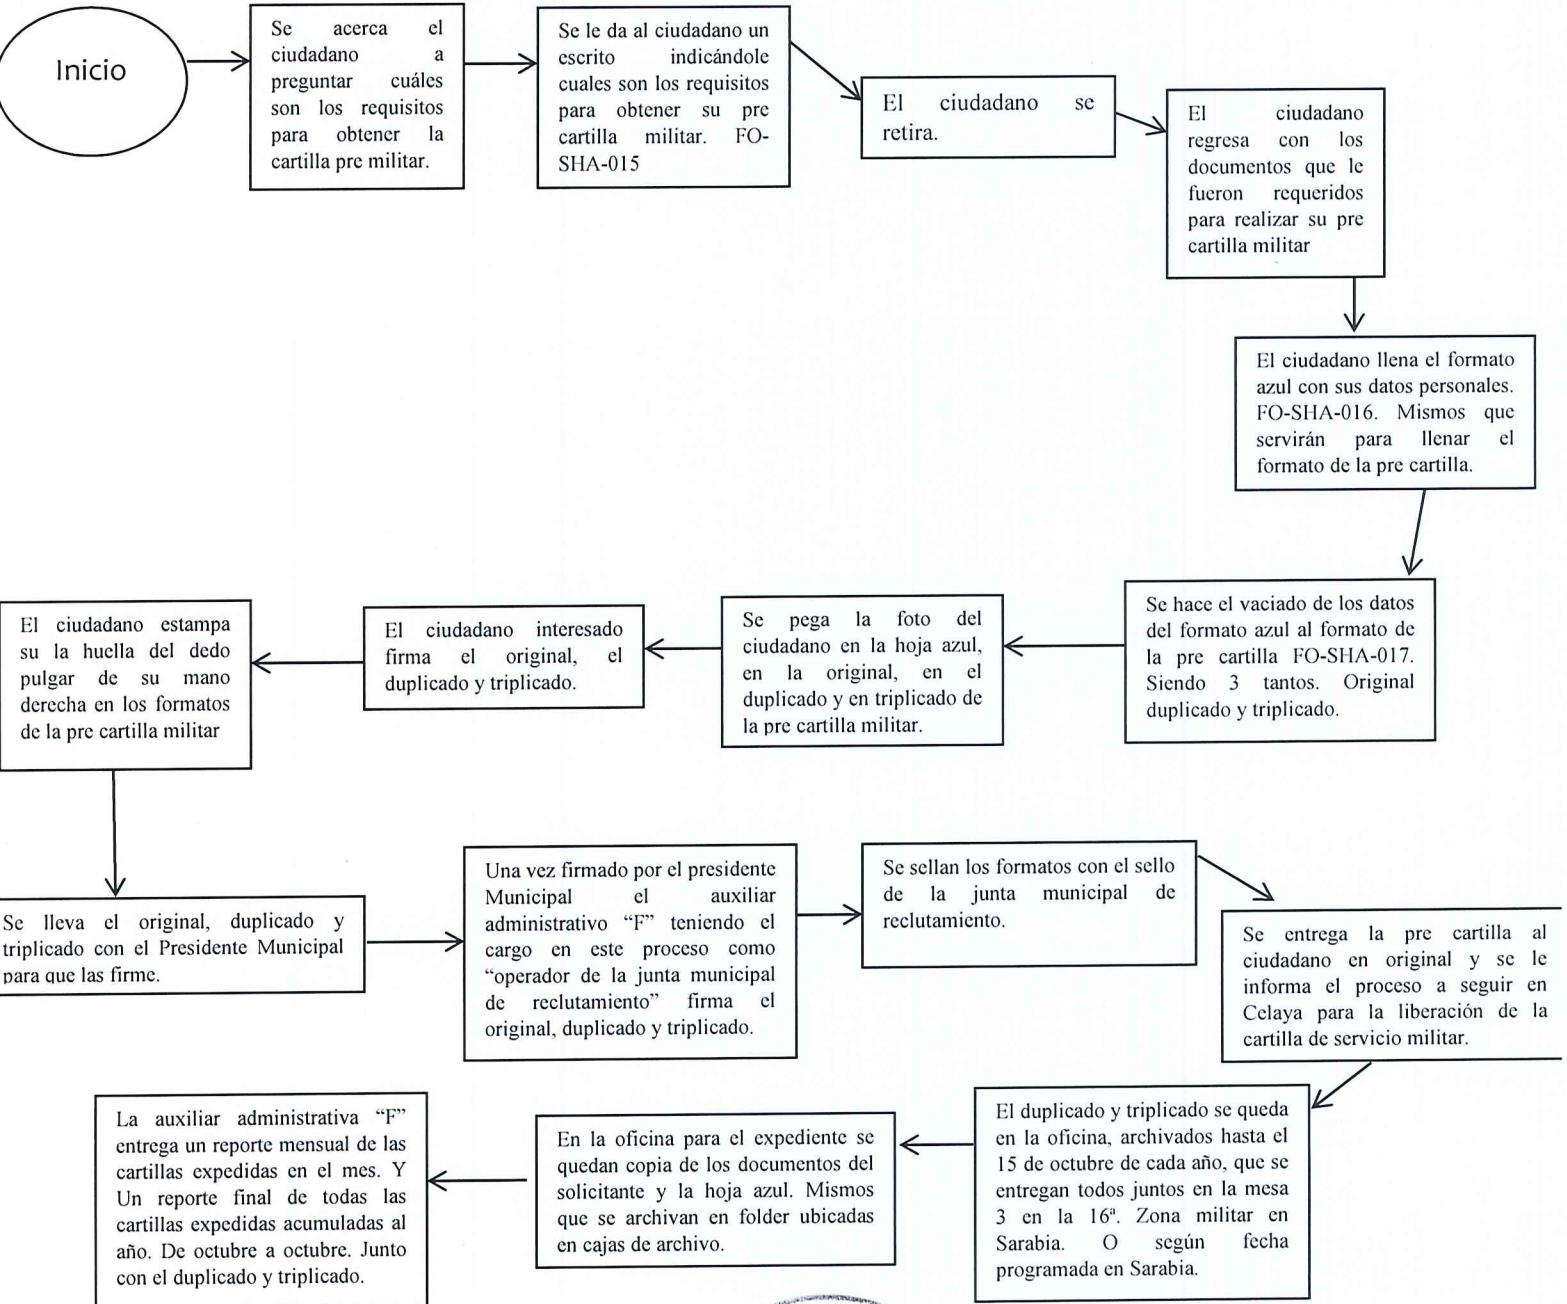 Inicio
Se acerca el
ciudadano a
preguntar cuáles
son los requisitos
para obtener la
cartilla pre militar.
Se le da al ciudadano un
escrito indicándole
cuales son los requisitos
para obtener su pre
cartilla militar. FO-
SHA-015
El ciudadano se
retira.
El ciudadano
regresa con los
documentos que le
fueron requeridos
para realizar su pre
cartilla militar
El ciudadano llena el formato
azul con sus datos personales.
FO-SHA-016. Mismos que
servirán para llenar el
formato de la pre cartilla.
Se hace el vaciado de los datos
del formato azul al formato de
la pre cartilla FO-SHA-017.
Siendo 3 tantos. Original
duplicado y triplicado.
Se pega la foto del
ciudadano en la hoja azul,
en la original, en el
duplicado y en triplicado de
la pre cartilla militar.
El ciudadano interesado
firma el original, el
duplicado y triplicado.
El ciudadano estampa
su la huella del dedo
pulgar de su mano
derecha en los formatos
de la pre cartilla militar
Se lleva el original, duplicado y
triplicado con el Presidente Municipal
para que las firme.
Una vez firmado por el presidente
Municipal el auxiliar
administrativo “F” teniendo el
cargo en este proceso como
“operador de la junta municipal
de reclutamiento” firma el
original, duplicado y triplicado.
Se sellan los formatos con el sello
de la junta municipal de
reclutamiento.
Se entrega la pre cartilla al
ciudadano en original y se le
informa el proceso a seguir en
Celaya para la liberación de la
cartilla de servicio militar.
El duplicado y triplicado se queda
en la oficina, archivados hasta el
15 de octubre de cada año, que se
entregan todos juntos en la mesa
3 en la 16ª. Zona militar en
Sarabia. O según fecha
programada en Sarabia.
En la oficina para el expediente se
quedan copia de los documentos del
solicitante y la hoja azul. Mismos
que se archivan en folder ubicadas
en cajas de archivo.
La auxiliar administrativa “F”
entrega un reporte mensual de las
cartillas expedidas en el mes. Y
Un reporte final de todas las
cartillas expedidas acumuladas al
año. De octubre a octubre. Junto
con el duplicado y triplicado.